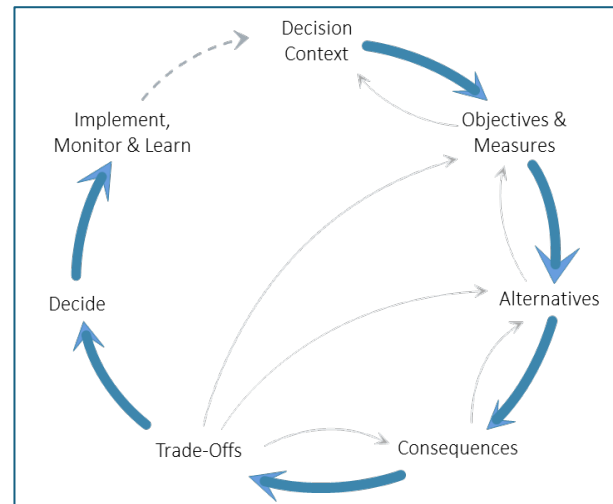 Decision
Context
Objectives &
Measures
Alternatives
Consequences
Trade-Offs
Decide
Implement,
Monitor & Learn